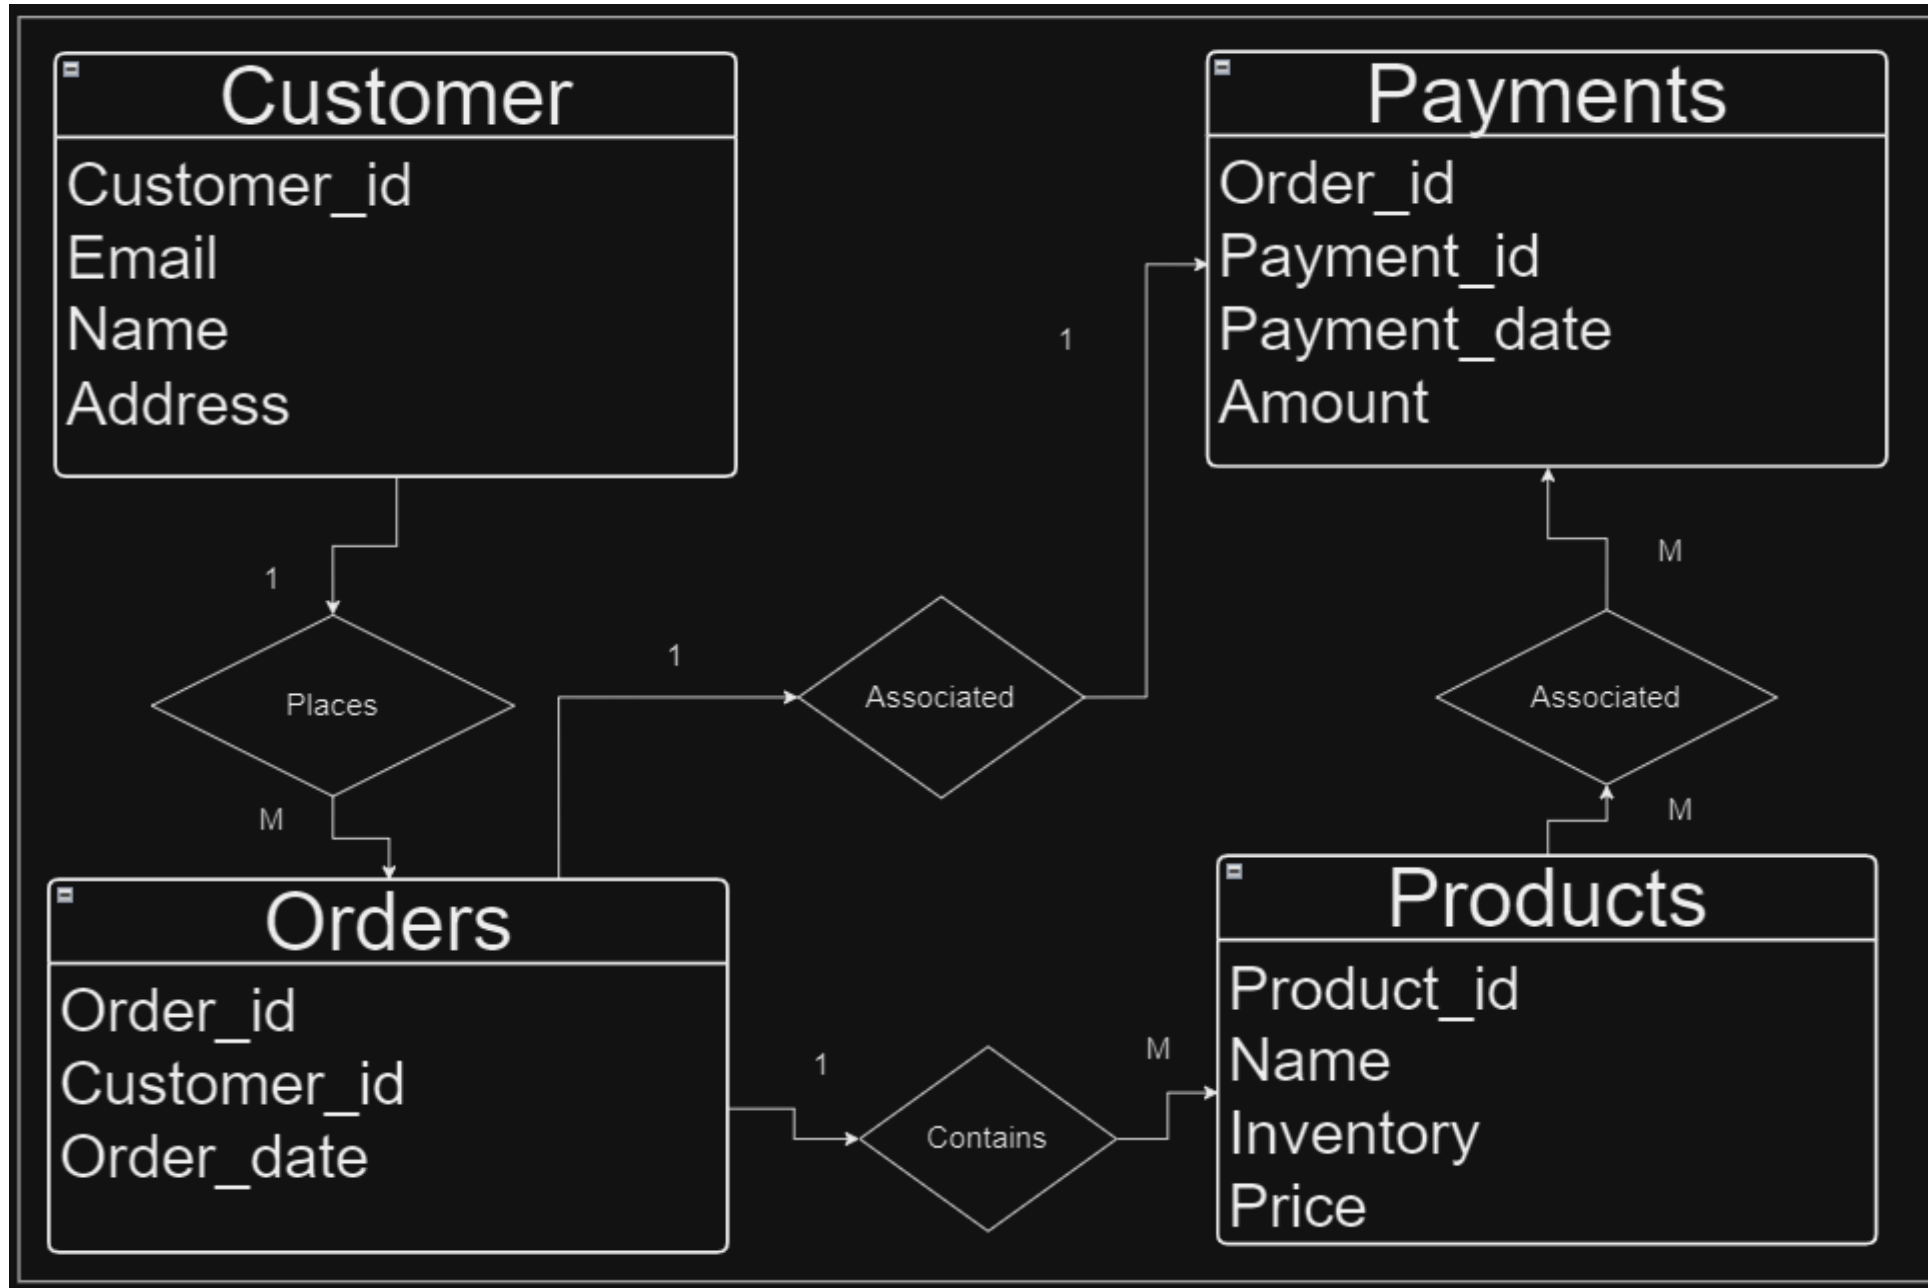 Customer
Customer_id
Email
Name
Address
Payments
Order_id
Payment_id
Payment_date
Amount
1
1
M
1
Places
Associated
Associated
M
M
Orders
Order_id
Customer_id
Order_date
1
Contains
M
Products
Product_id
Name
Inventory
Price